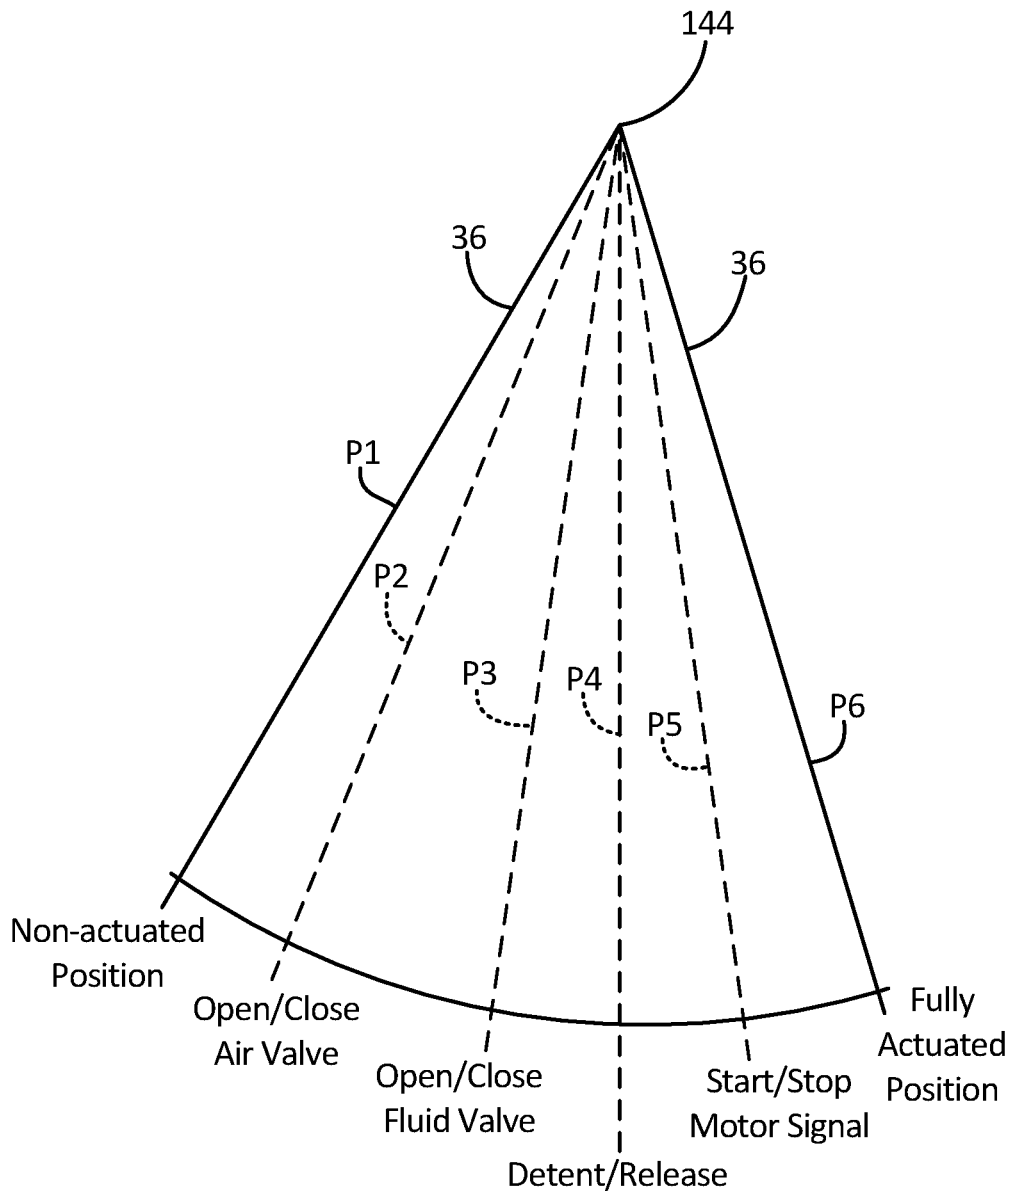 144
36
36
P1
P2
P3
P4
P5
P6
Non-actuated
Position
Open/Close
Air Valve
Open/Close
Fluid Valve
Detent/Release
Start/Stop
Motor Signal
Fully
Actuated
Position